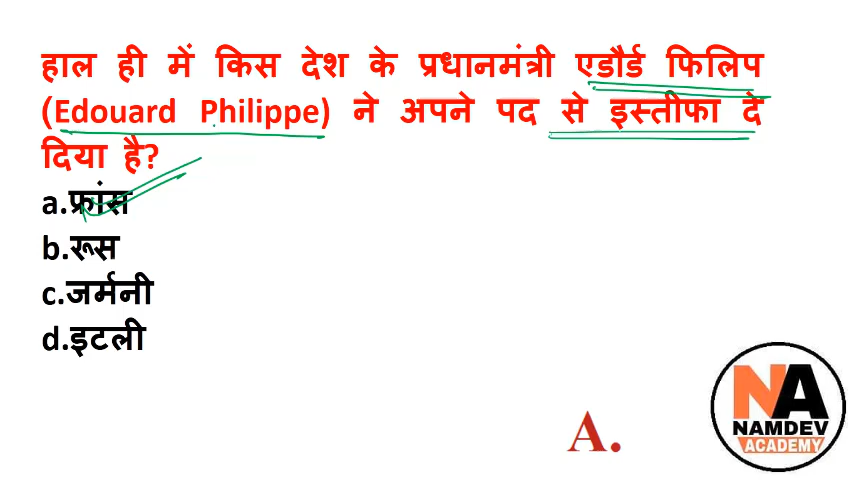 हाल ही में किस देश के प्रधानमंत्री एडौर्ड फिलिप
(Edouard Philippe) ने अपने पद से इस्तीफा दे
दिया है?
a.फ्रांस
b.रूस
c.जर्मनी
d.इटली
A.
NA
NAMDEV
ACADEMY